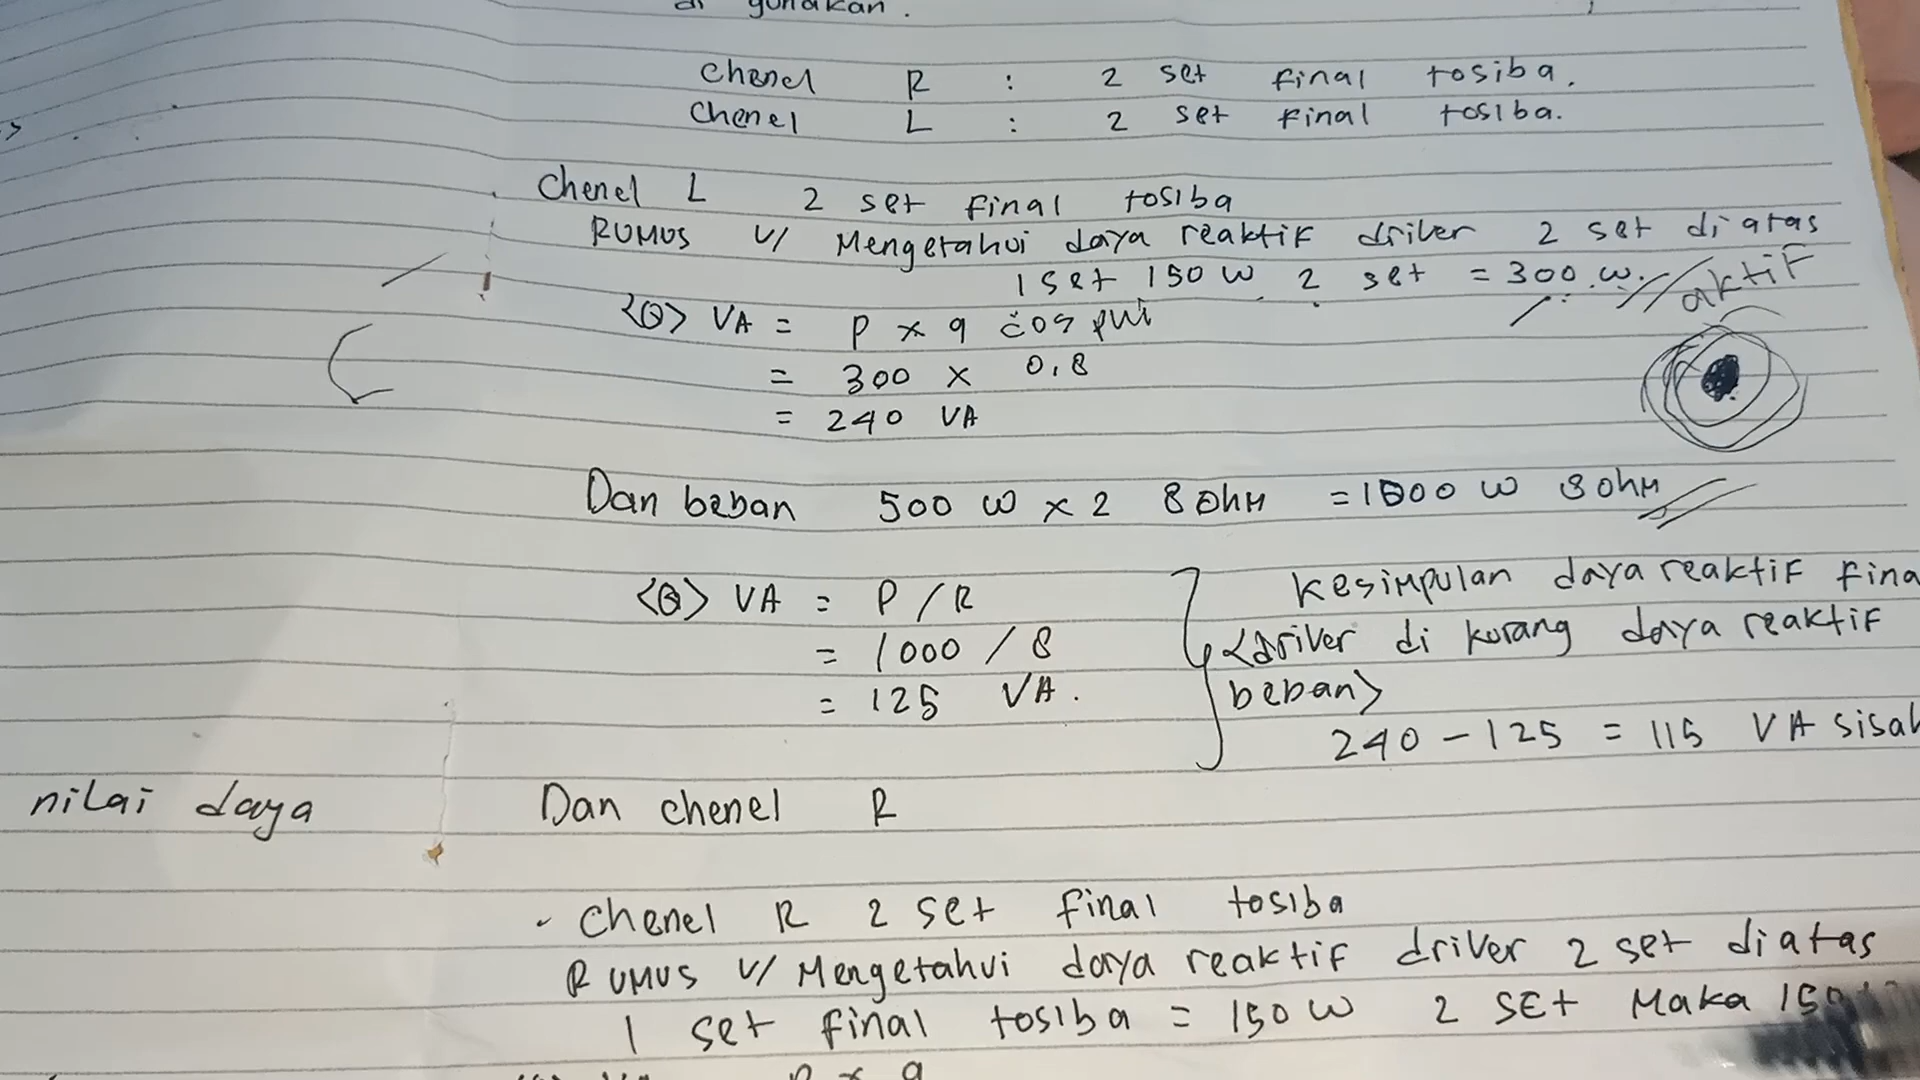 di gunakan.
Chenel R : 2 set final tosiba.
Chenel L : 2 set final tosiba.
Chenel L 2 set final tosiba
RUMUS U/ Mengetahui daya reaktif driver 2 set diatas
1 set 150 W 2 set = 300 W. aktif
<Q> VA = P x q cos phi
= 300 x 0,8
= 240 VA
Dan beban 500 W x 2 8 ohm = 1000 W 8 ohm
<Q> VA = P / R
= 1000 / 8
= 125 VA.
kesimpulan daya reaktif fina
<driver di kurang daya reaktif
beban>
240 - 125 = 115 VA sisah
nilai daya
Dan chenel R
- Chenel R 2 set final tosiba
RUMUS U/ Mengetahui daya reaktif driver 2 set diatas
1 set final tosiba = 150 W 2 SEt Maka